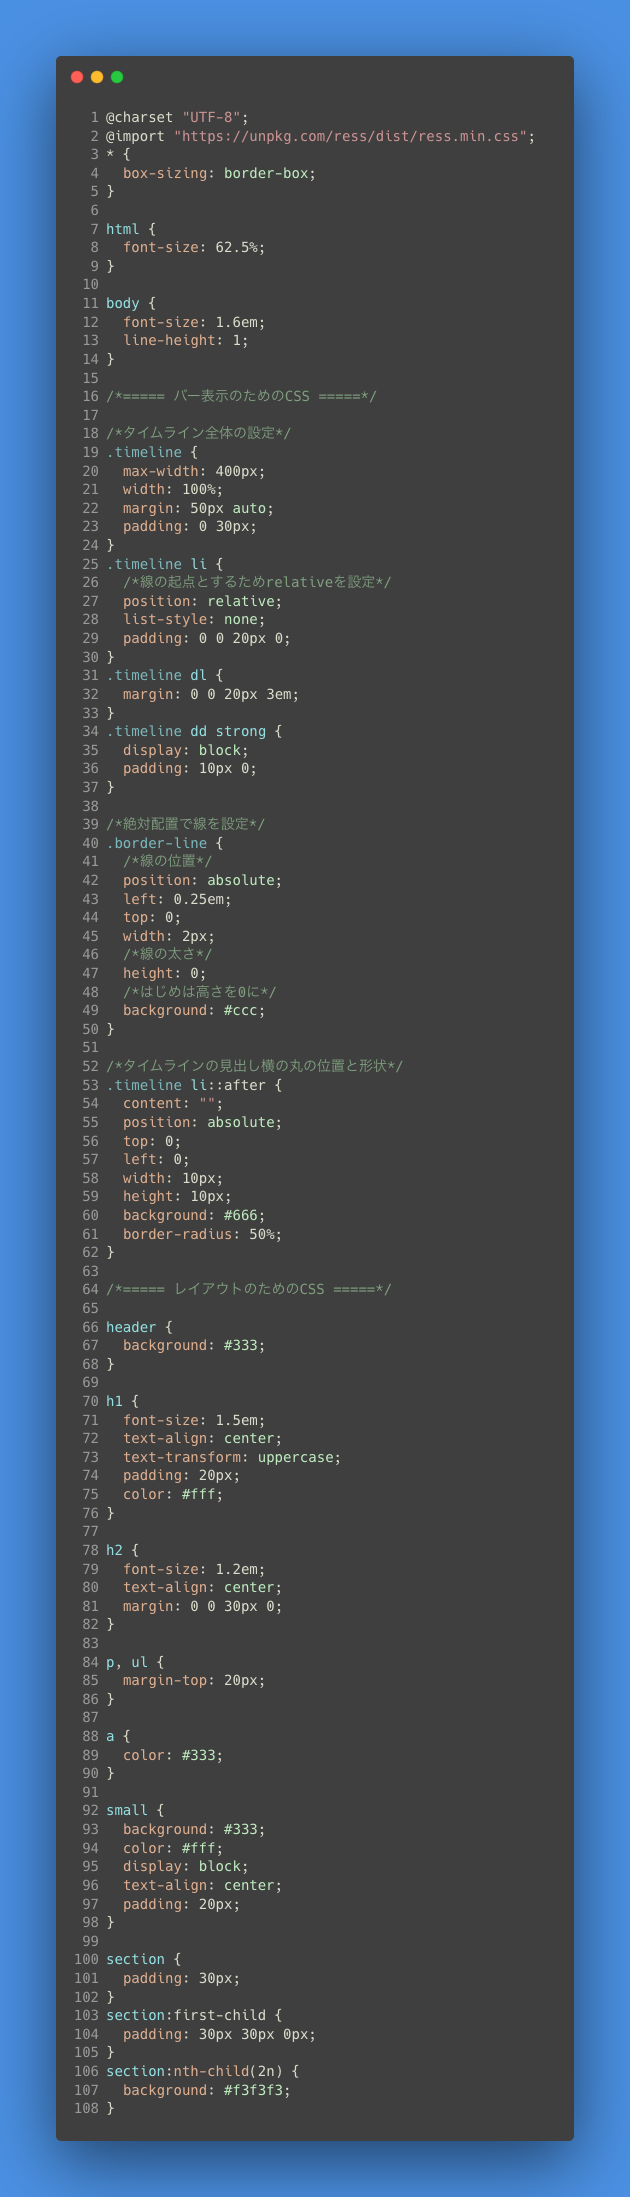 1 @charset "UTF-8";
2 @import "https://unpkg.com/ress/dist/ress.min.css";
3 * {
4   box-sizing: border-box;
5 }
6
7 html {
8   font-size: 62.5%;
9 }
10
11 body {
12   font-size: 1.6em;
13   line-height: 1;
14 }
15
16 /*===== バー表示のためのCSS =====*/
17
18 /*タイムライン全体の設定*/
19 .timeline {
20   max-width: 400px;
21   width: 100%;
22   margin: 50px auto;
23   padding: 0 30px;
24 }
25 .timeline li {
26   /*線の起点とするためrelativeを設定*/
27   position: relative;
28   list-style: none;
29   padding: 0 0 20px 0;
30 }
31 .timeline dl {
32   margin: 0 0 20px 3em;
33 }
34 .timeline dd strong {
35   display: block;
36   padding: 10px 0;
37 }
38
39 /*絶対配置で線を設定*/
40 .border-line {
41   /*線の位置*/
42   position: absolute;
43   left: 0.25em;
44   top: 0;
45   width: 2px;
46   /*線の太さ*/
47   height: 0;
48   /*はじめは高さを0に*/
49   background: #ccc;
50 }
51
52 /*タイムラインの見出し横の丸の位置と形状*/
53 .timeline li::after {
54   content: "";
55   position: absolute;
56   top: 0;
57   left: 0;
58   width: 10px;
59   height: 10px;
60   background: #666;
61   border-radius: 50%;
62 }
63
64 /*===== レイアウトのためのCSS =====*/
65
66 header {
67   background: #333;
68 }
69
70 h1 {
71   font-size: 1.5em;
72   text-align: center;
73   text-transform: uppercase;
74   padding: 20px;
75   color: #fff;
76 }
77
78 h2 {
79   font-size: 1.2em;
80   text-align: center;
81   margin: 0 0 30px 0;
82 }
83
84 p, ul {
85   margin-top: 20px;
86 }
87
88 a {
89   color: #333;
90 }
91
92 small {
93   background: #333;
94   color: #fff;
95   display: block;
96   text-align: center;
97   padding: 20px;
98 }
99
100 section {
101   padding: 30px;
102 }
103 section:first-child {
104   padding: 30px 30px 0px;
105 }
106 section:nth-child(2n) {
107   background: #f3f3f3;
108 }